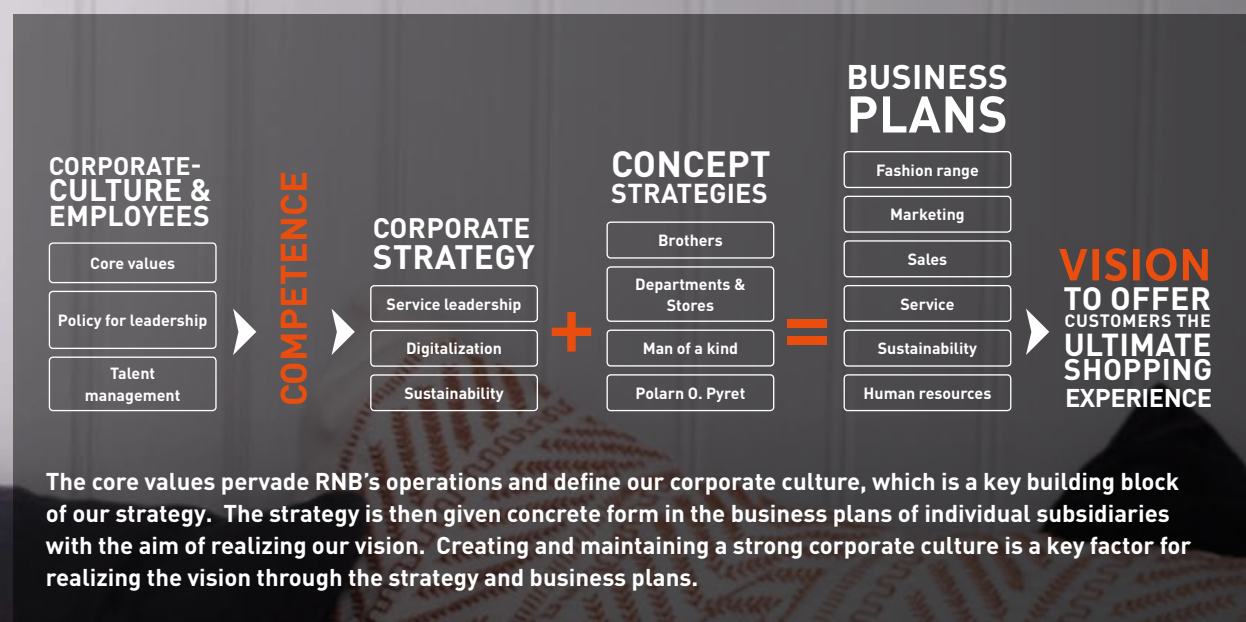 CORPORATE-
CULTURE &
EMPLOYEES
Core values
Policy for leadership
Talent
management
COMPETENCE
CORPORATE
STRATEGY
Service leadership
Digitalization
Sustainability
+
CONCEPT
STRATEGIES
Brothers
Departments &
Stores
Man of a kind
Polarn O. Pyret
=
BUSINESS
PLANS
Fashion range
Marketing
Sales
Service
Sustainability
Human resources
VISION
TO OFFER
CUSTOMERS THE
ULTIMATE
SHOPPING
EXPERIENCE
The core values pervade RNB’s operations and define our corporate culture, which is a key building block
of our strategy.  The strategy is then given concrete form in the business plans of individual subsidiaries
with the aim of realizing our vision.  Creating and maintaining a strong corporate culture is a key factor for
realizing the vision through the strategy and business plans.